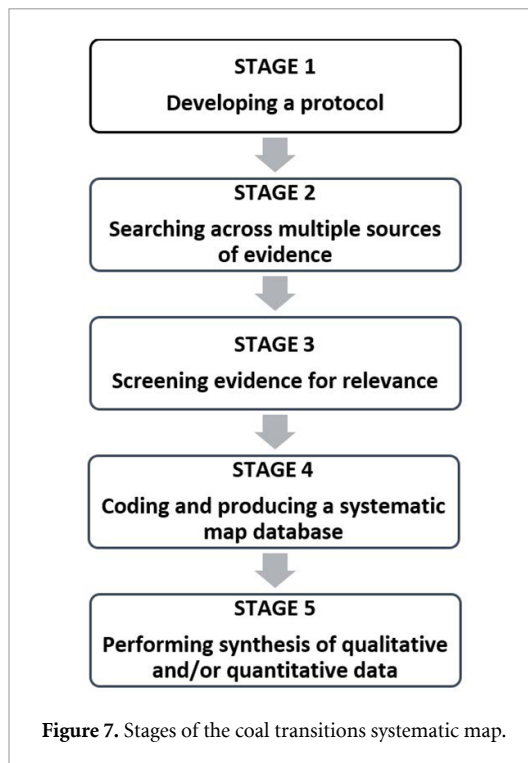 STAGE 1
Developing a protocol
STAGE 2
Searching across multiple sources
of evidence
STAGE 3
Screening evidence for relevance
STAGE 4
Coding and producing a systematic
map database
STAGE 5
Performing synthesis of qualitative
and/or quantitative data
Figure 7. Stages of the coal transitions systematic map.